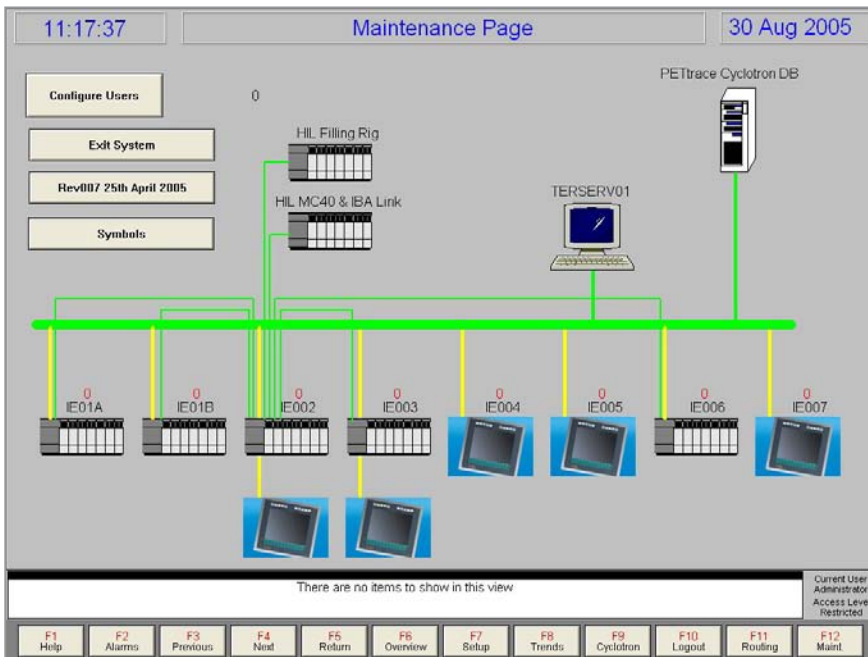 11:17:37
Maintenance Page
30 Aug 2005
PETtrace Cyclotron DB
Configure Users
0
HIL Filling Rig
Exit System
Rev007 25th April 2005
HIL MC40 & IBA Link
TERSERV01
Symbols
0 0 0 0 0 0 0 0
IE01A IE01B IE002 IE003 IE004 IE005 IE006 IE007
There are no items to show in this view
Current User
Administrator
Access Leve
Restricted
F1 F2 F3 F4 F5 F6 F7 F8 F9 F10 F11 F12
Help Alarms Previous Next Return Overview Setup Trends Cyclotron Logout Routing Maint